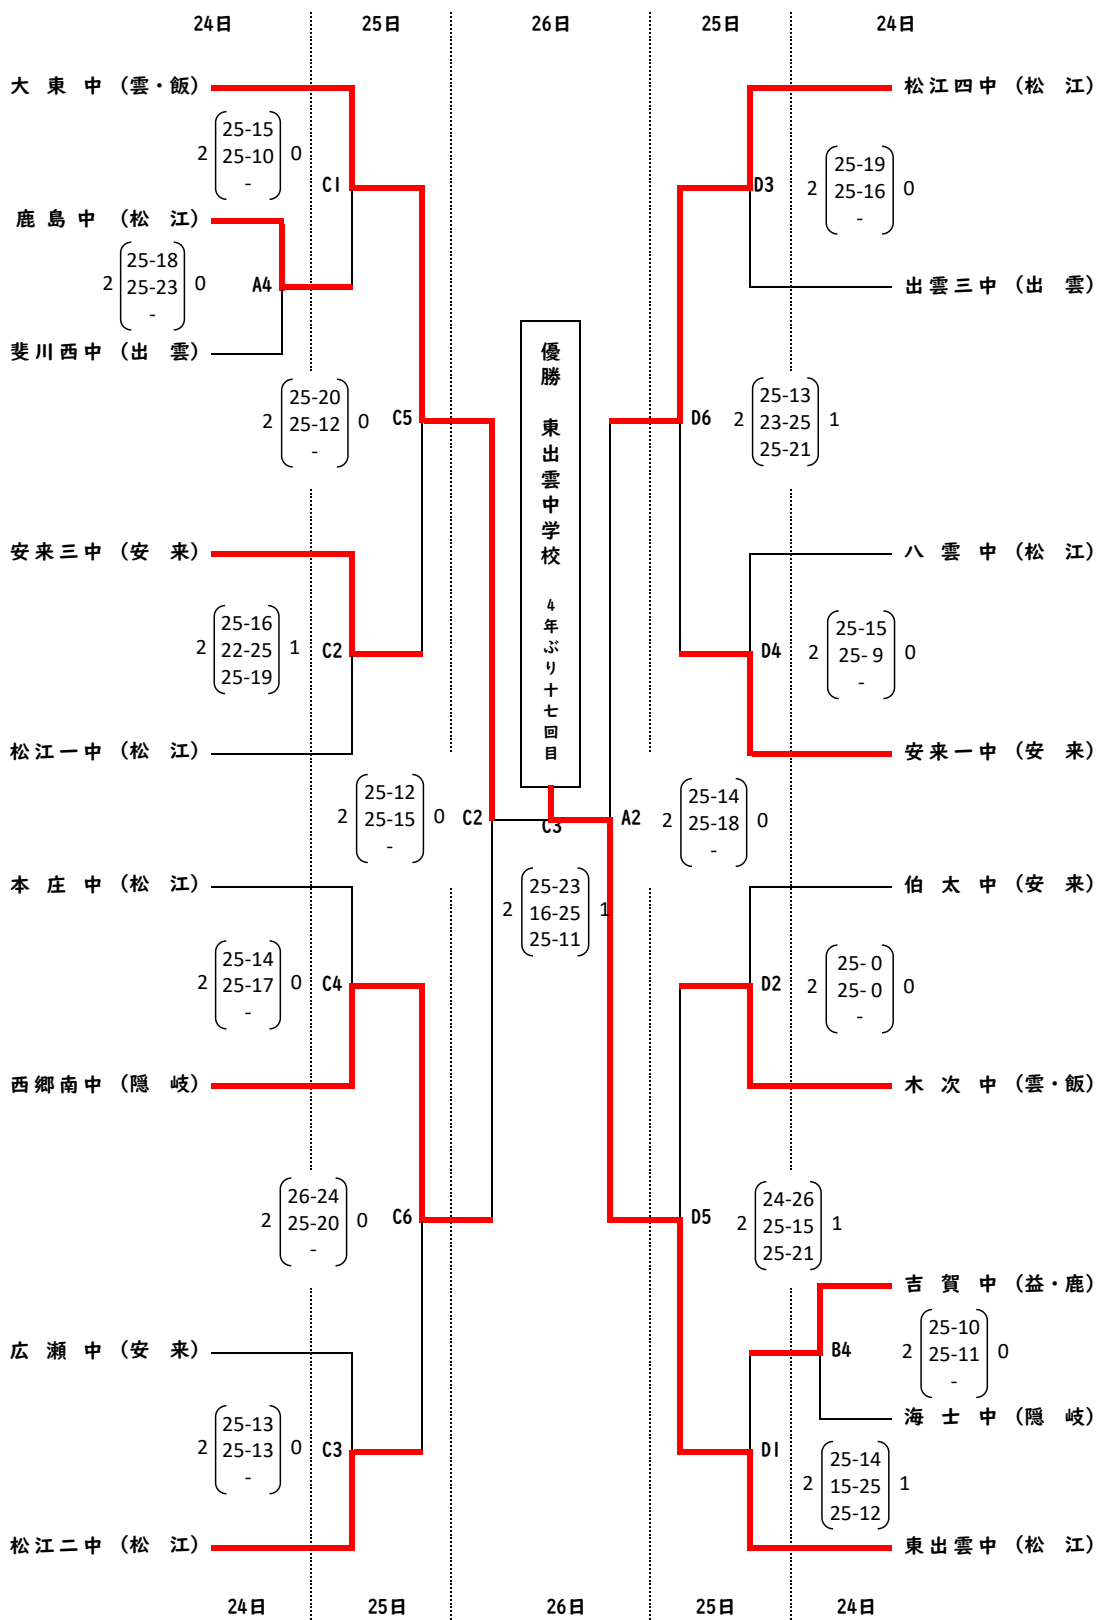 24日 25日 26日 25日 24日
大東中 (雲・飯)
松江四中 (松 江)
2 25-15 0
25-10
-
C1
2 25-19 0
25-16
-
D3
鹿島中 (松 江)
2 25-18 0
25-23
-
A4
出雲三中 (出 雲)
斐川西中 (出 雲)
2 25-20 0
25-12
-
C5
優勝 東出雲中学校 4年ぶり十七回目
D6
2 25-13 1
23-25
25-21
安来三中 (安 来)
八雲中 (松 江)
2 25-16 1
22-25
25-19
C2
D4
2 25-15 0
25- 9
-
松江一中 (松 江)
安来一中 (安 来)
2 25-12 0
25-15
-
C2
C3
A2
2 25-14 0
25-18
-
2 25-23 1
16-25
25-11
本庄中 (松 江)
伯太中 (安 来)
2 25-14 0
25-17
-
C4
D2
2 25- 0 0
25- 0
-
西郷南中 (隠 岐)
木次中 (雲・飯)
2 26-24 0
25-20
-
C6
D5
2 24-26 1
25-15
25-21
吉賀中 (益・鹿)
広瀬中 (安 来)
B4
2 25-10 0
25-11
-
海士中 (隠 岐)
2 25-13 0
25-13
-
C3
D1
2 25-14 1
15-25
25-12
松江二中 (松 江)
東出雲中 (松 江)
24日 25日 26日 25日 24日